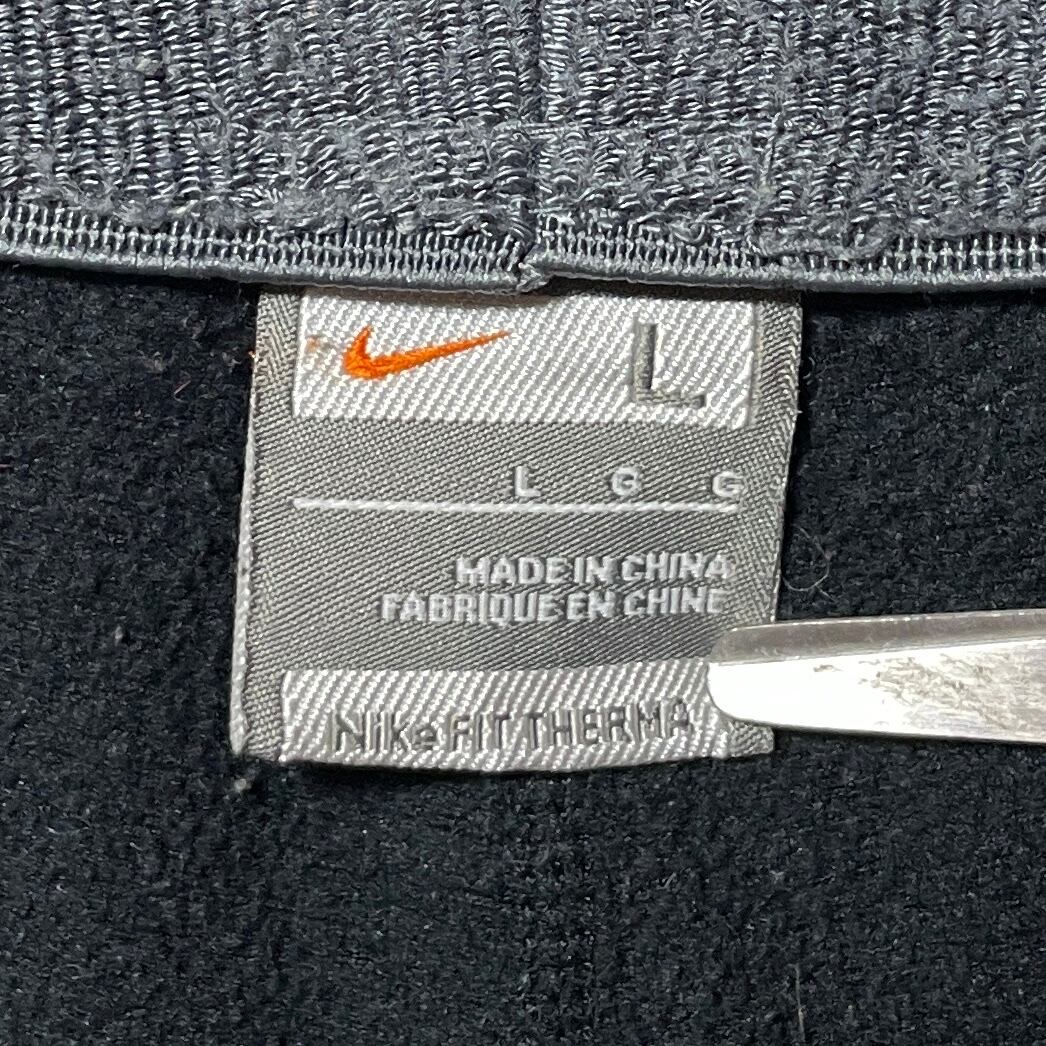 L
L G G
MADE IN CHINA
FABRIQUE EN CHINE
Nike FIT THERMA